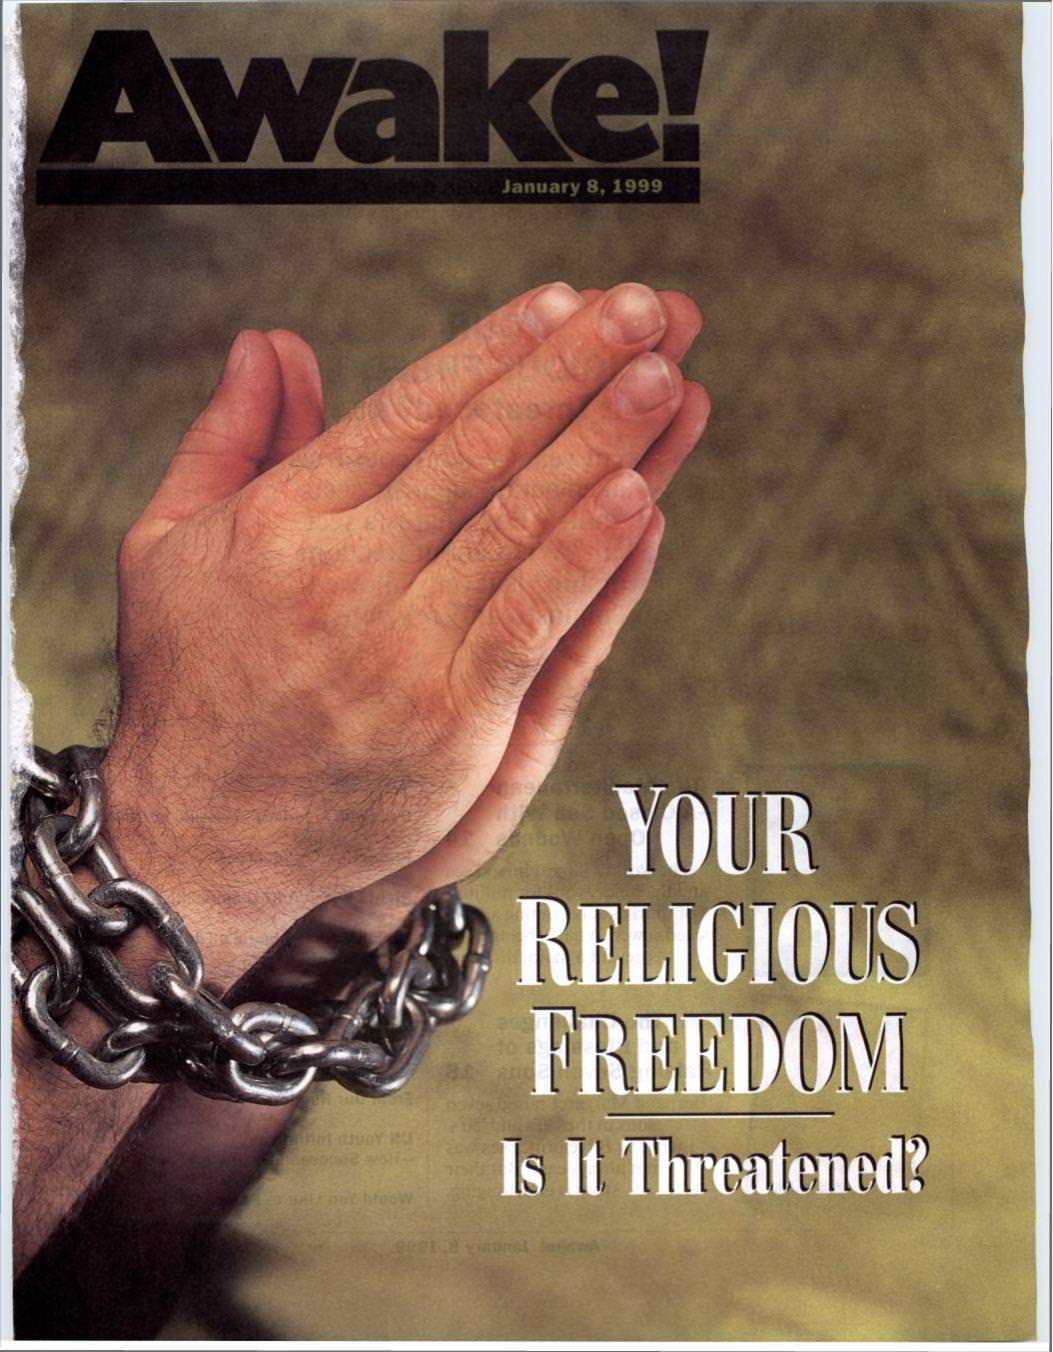 Awake!
January 8, 1999
YOUR
RELIGIOUS
FREEDOM
Is It Threatened?